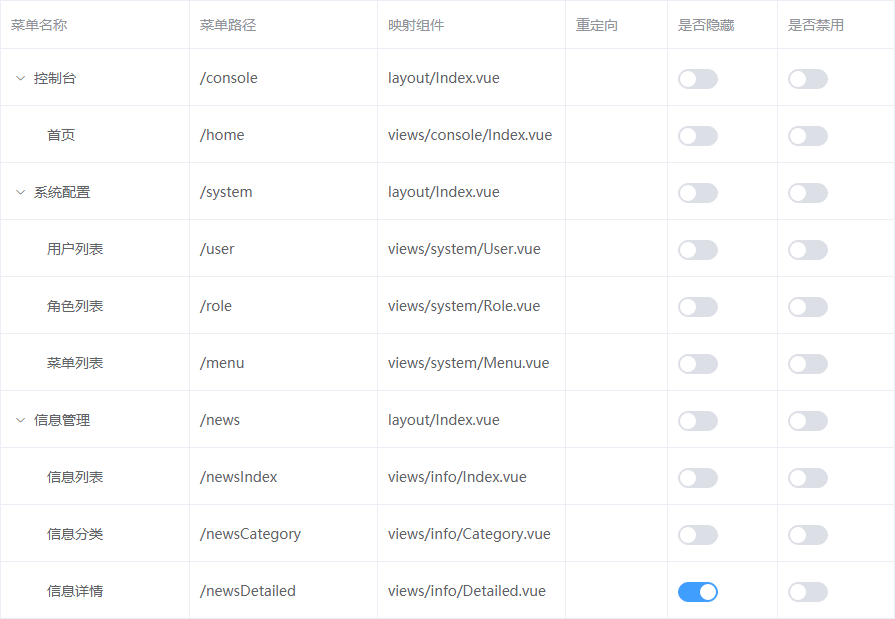 菜单名称 菜单路径 映射组件 重定向 是否隐藏 是否禁用
控制台 /console layout/Index.vue
首页 /home views/console/Index.vue
系统配置 /system layout/Index.vue
用户列表 /user views/system/User.vue
角色列表 /role views/system/Role.vue
菜单列表 /menu views/system/Menu.vue
信息管理 /news layout/Index.vue
信息列表 /newsIndex views/info/Index.vue
信息分类 /newsCategory views/info/Category.vue
信息详情 /newsDetailed views/info/Detailed.vue